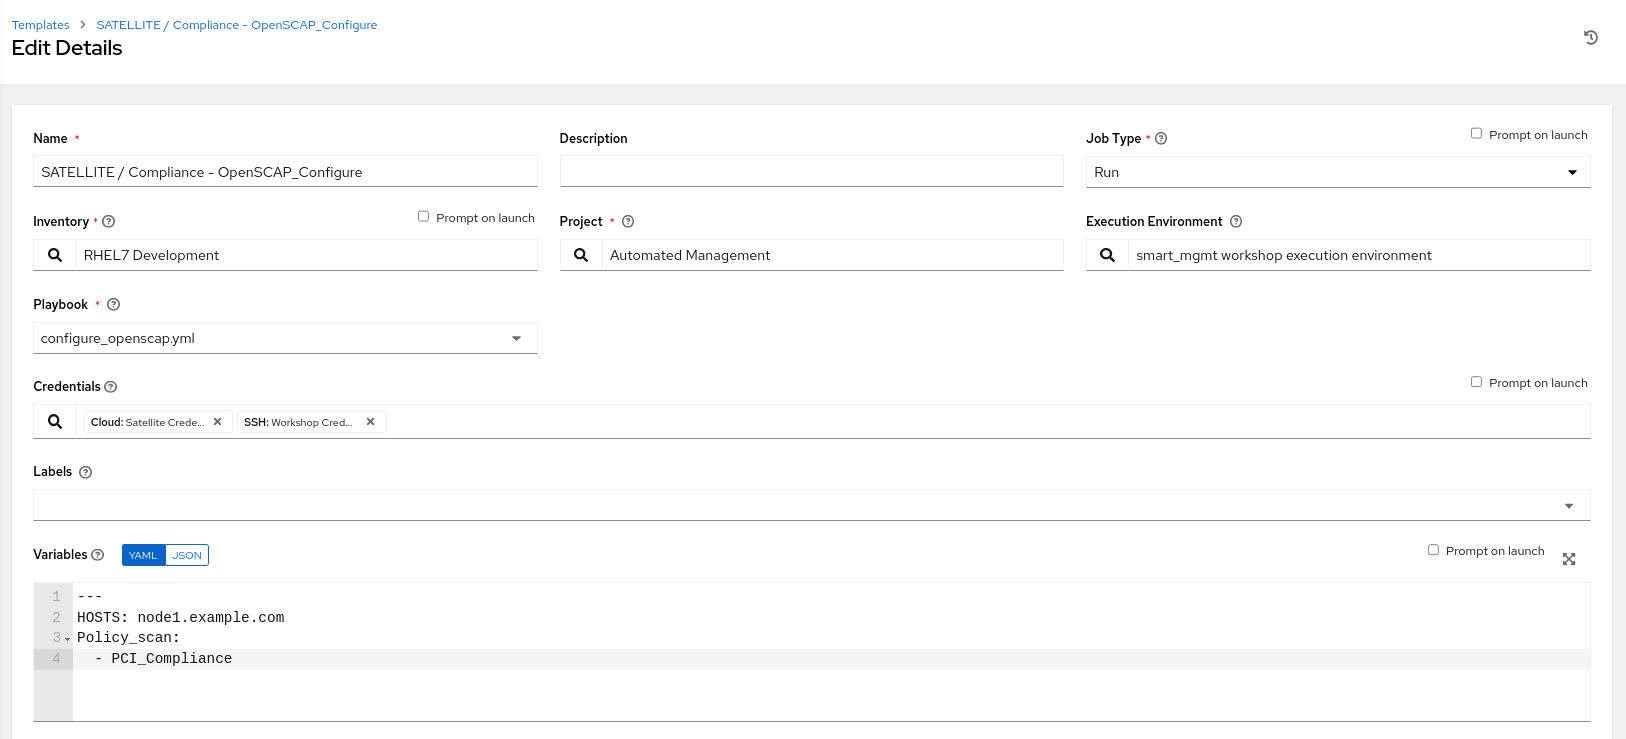 Templates > SATELLITE / Compliance - OpenSCAP_Configure
Edit Details
Name *
SATELLITE / Compliance - OpenSCAP_Configure
Description
Job Type *
Prompt on launch
Run
Inventory *
Prompt on launch
RHEL7 Development
Project *
Automated Management
Execution Environment
smart_mgmt workshop execution environment
Playbook *
configure_openscap.yml
Credentials
Prompt on launch
Cloud: Satellite Crede...
SSH: Workshop Cred...
Labels
Variables
YAML JSON
Prompt on launch
1 ---
2 HOSTS: node1.example.com
3 Policy_scan:
4   - PCI_Compliance